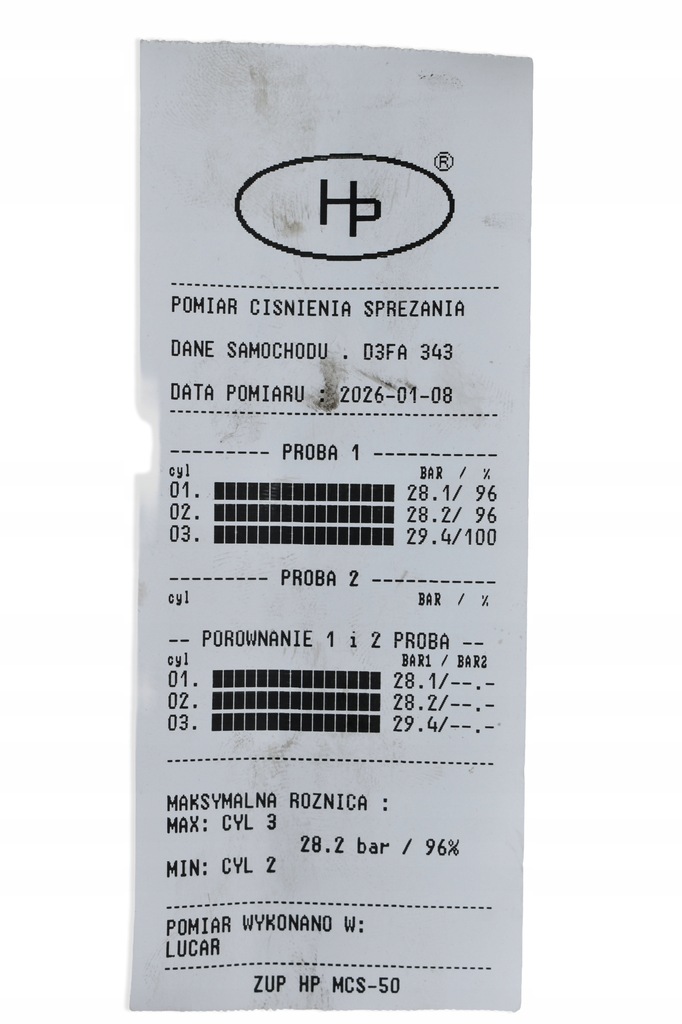 HP ®
POMIAR CISNIENIA SPREZANIA
DANE SAMOCHODU . D3FA 343
DATA POMIARU : 2026-01-08
--------- PROBA 1 -----------
cyl BAR / %
01. 28.1/ 96
02. 28.2/ 96
03. 29.4/100
--------- PROBA 2 -----------
cyl BAR / %
-- POROWNANIE 1 i 2 PROBA --
cyl BAR1 / BAR2
01. 28.1/--.-
02. 28.2/--.-
03. 29.4/--.-
MAKSYMALNA ROZNICA :
MAX: CYL 3
28.2 bar / 96%
MIN: CYL 2
POMIAR WYKONANO W:
LUCAR
ZUP HP MCS-50